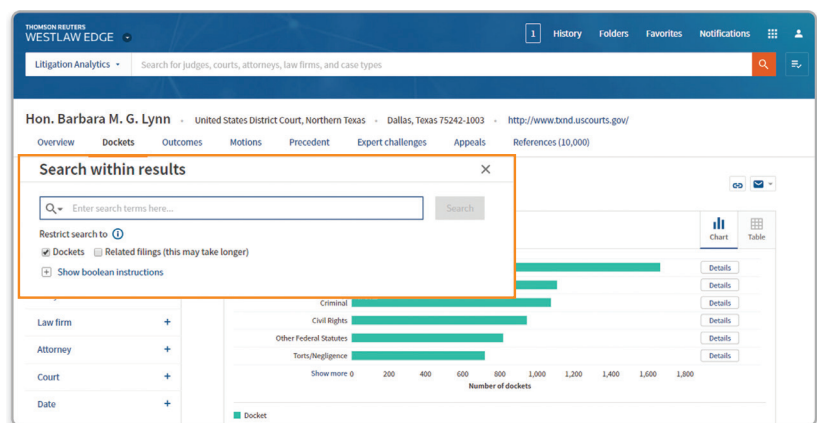 THOMSON REUTERS
WESTLAW EDGE
1 History Folders Favorites Notifications
Litigation Analytics Search for judges, courts, attorneys, law firms, and case types
Hon. Barbara M. G. Lynn - United States District Court, Northern Texas - Dallas, Texas 75242-1003 - http://www.txnd.uscourts.gov/
Overview Dockets Outcomes Motions Precedent Expert challenges Appeals References (10,000)
Search within results
Enter search terms here... Search
Restrict search to
Dockets Related filings (this may take longer)
Show boolean instructions
Chart Table
Details
Details
Criminal Details
Civil Rights Details
Other Federal Statutes Details
Torts/Negligence Details
Show more 0 200 400 600 800 1,000 1,200 1,400 1,600 1,800
Number of dockets
Docket
Law firm +
Attorney +
Court +
Date +